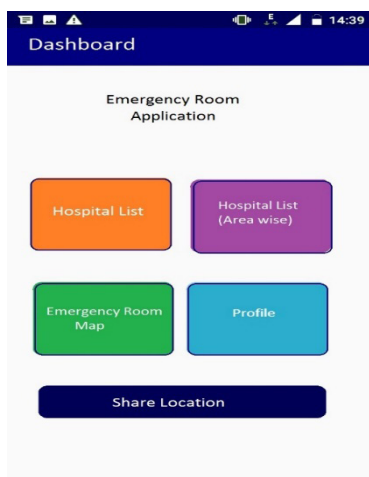 14:39
Dashboard
Emergency Room
Application
Hospital List
Hospital List
(Area wise)
Emergency Room
Map
Profile
Share Location